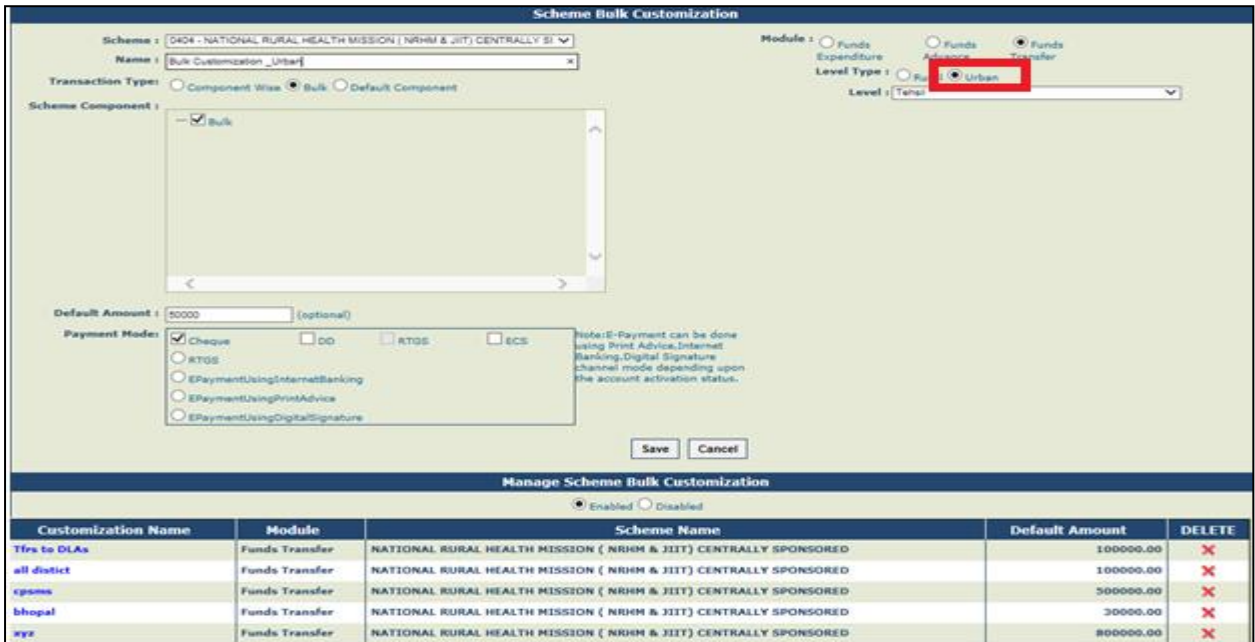 Scheme Bulk Customization
Scheme : 0404 - NATIONAL RURAL HEALTH MISSION ( NRHM & JIIT) CENTRALLY
Module : Funds Expenditure Funds Advance Funds Transfer
Name : Bulk Customization _Urban
Level Type : Urban
Transaction Type: Component Wise Bulk Default Component
Level : Tehsil
Scheme Component :
Bulk
Default Amount : 50000 (optional)
Payment Mode: Cheque DD RTGS ECS
RTGS
EPaymentUsingInternetBanking
EPaymentUsingPrintAdvice
EPaymentUsingDigitalSignature
Note:E-Payment can be done
using Print Advice,Internet
Banking,Digital Signature
channel mode depending upon
the account activation status.
Save Cancel
Manage Scheme Bulk Customization
Enabled Disabled
Customization Name Module Scheme Name Default Amount DELETE
Tfrs to DLAs Funds Transfer NATIONAL RURAL HEALTH MISSION ( NRHM & JIIT) CENTRALLY SPONSORED 100000.00
all distict Funds Transfer NATIONAL RURAL HEALTH MISSION ( NRHM & JIIT) CENTRALLY SPONSORED 100000.00
cpsms Funds Transfer NATIONAL RURAL HEALTH MISSION ( NRHM & JIIT) CENTRALLY SPONSORED 500000.00
bhopal Funds Transfer NATIONAL RURAL HEALTH MISSION ( NRHM & JIIT) CENTRALLY SPONSORED 30000.00
xyz Funds Transfer NATIONAL RURAL HEALTH MISSION ( NRHM & JIIT) CENTRALLY SPONSORED 800000.00